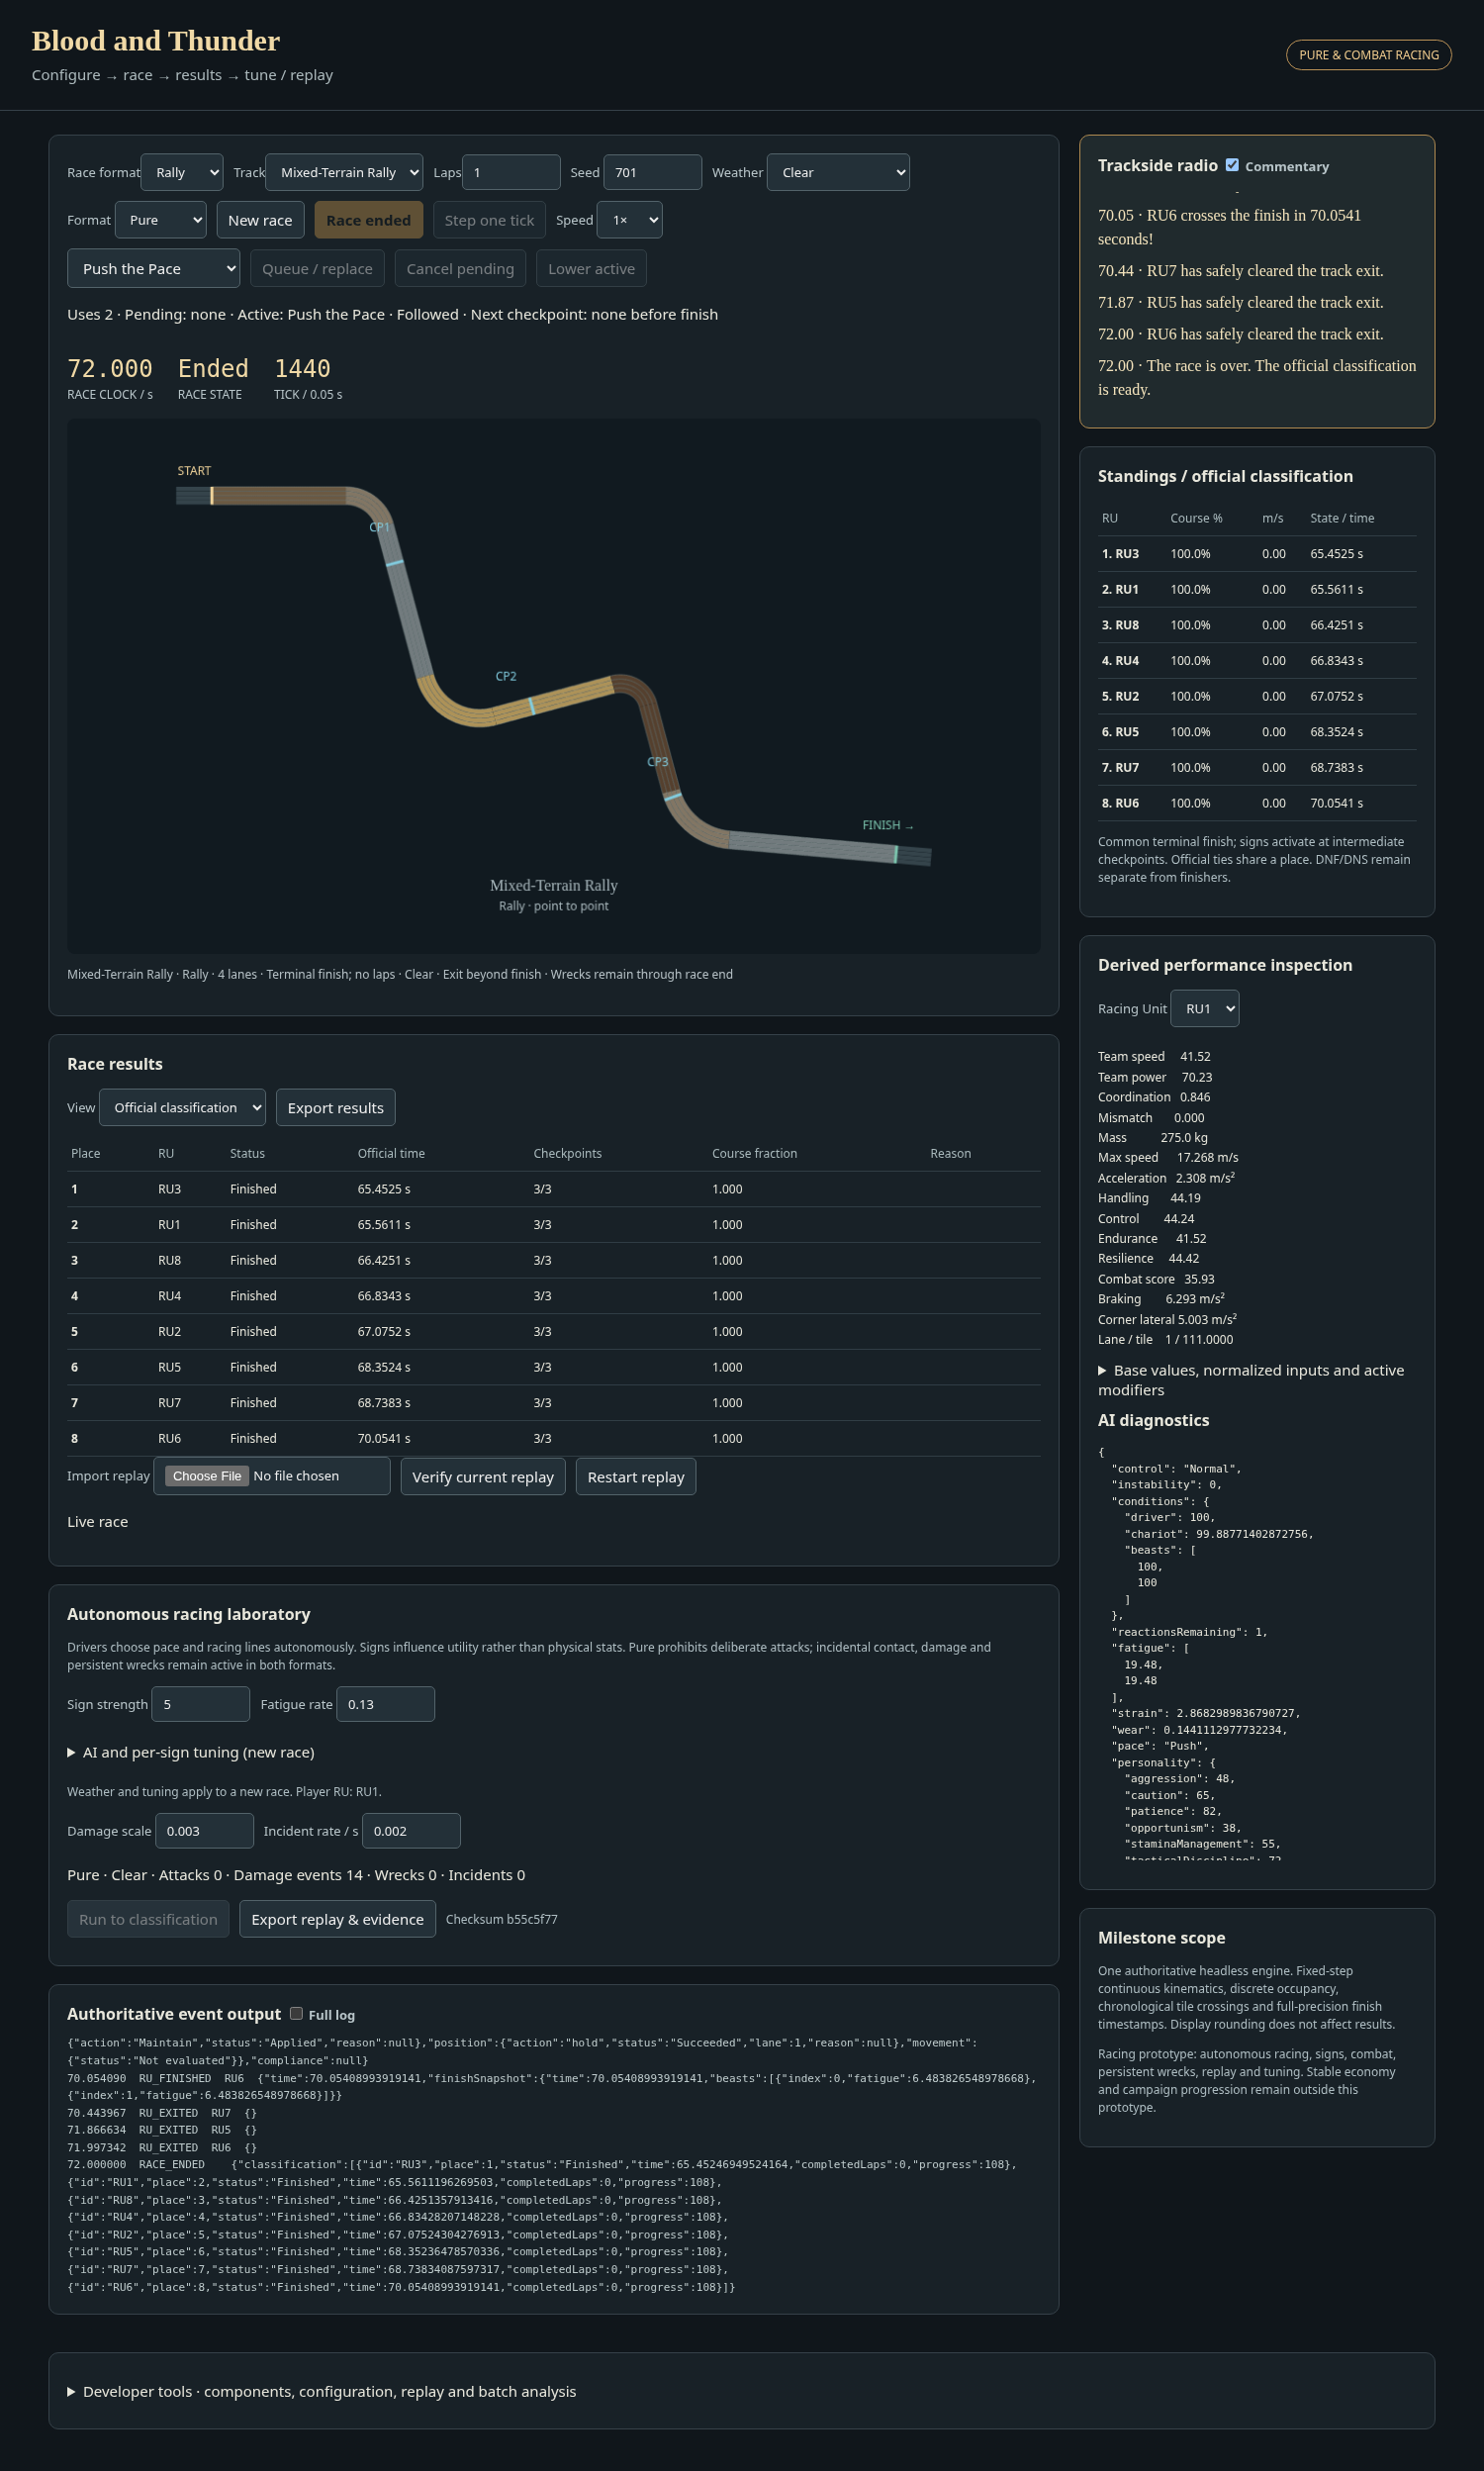 Blood and Thunder
Configure → race → results → tune / replay
PURE & COMBAT RACING
Race format Rally Track Mixed-Terrain Rally Laps 1 Seed 701 Weather Clear
Format Pure New race Race ended Step one tick Speed 1×
Push the Pace Queue / replace Cancel pending Lower active
Uses 2 · Pending: none · Active: Push the Pace · Followed · Next checkpoint: none before finish
72.000 Ended 1440
RACE CLOCK / s RACE STATE TICK / 0.05 s
START
CP1
CP2
CP3
FINISH →
Mixed-Terrain Rally
Rally · point to point
Mixed-Terrain Rally · Rally · 4 lanes · Terminal finish; no laps · Clear · Exit beyond finish · Wrecks remain through race end
Race results
View Official classification Export results
Place RU Status Official time Checkpoints Course fraction Reason
1 RU3 Finished 65.4525 s 3/3 1.000
2 RU1 Finished 65.5611 s 3/3 1.000
3 RU8 Finished 66.4251 s 3/3 1.000
4 RU4 Finished 66.8343 s 3/3 1.000
5 RU2 Finished 67.0752 s 3/3 1.000
6 RU5 Finished 68.3524 s 3/3 1.000
7 RU7 Finished 68.7383 s 3/3 1.000
8 RU6 Finished 70.0541 s 3/3 1.000
Import replay Choose File No file chosen Verify current replay Restart replay
Live race
Autonomous racing laboratory
Drivers choose pace and racing lines autonomously. Signs influence utility rather than physical stats. Pure prohibits deliberate attacks; incidental contact, damage and
persistent wrecks remain active in both formats.
Sign strength 5 Fatigue rate 0.13
▶ AI and per-sign tuning (new race)
Weather and tuning apply to a new race. Player RU: RU1.
Damage scale 0.003 Incident rate / s 0.002
Pure · Clear · Attacks 0 · Damage events 14 · Wrecks 0 · Incidents 0
Run to classification Export replay & evidence Checksum b55c5f77
Authoritative event output Full log
{"action":"Maintain","status":"Applied","reason":null},"position":{"action":"hold","status":"Succeeded","lane":1,"reason":null},"movement":
{"status":"Not evaluated"}},"compliance":null}
70.054090 RU_FINISHED RU6 {"time":70.05408993919141,"finishSnapshot":{"time":70.05408993919141,"beasts":[{"index":0,"fatigue":6.483826548978668},
{"index":1,"fatigue":6.483826548978668}]}}
70.443967 RU_EXITED RU7 {}
71.866634 RU_EXITED RU5 {}
71.997342 RU_EXITED RU6 {}
72.000000 RACE_ENDED {"classification":[{"id":"RU3","place":1,"status":"Finished","time":65.45246949524164,"completedLaps":0,"progress":108},
{"id":"RU1","place":2,"status":"Finished","time":65.5611196269503,"completedLaps":0,"progress":108},
{"id":"RU8","place":3,"status":"Finished","time":66.4251357913416,"completedLaps":0,"progress":108},
{"id":"RU4","place":4,"status":"Finished","time":66.83428207148228,"completedLaps":0,"progress":108},
{"id":"RU2","place":5,"status":"Finished","time":67.07524304276913,"completedLaps":0,"progress":108},
{"id":"RU5","place":6,"status":"Finished","time":68.35236478570336,"completedLaps":0,"progress":108},
{"id":"RU7","place":7,"status":"Finished","time":68.73834087597317,"completedLaps":0,"progress":108},
{"id":"RU6","place":8,"status":"Finished","time":70.05408993919141,"completedLaps":0,"progress":108}]}
▶ Developer tools · components, configuration, replay and batch analysis
Trackside radio Commentary
70.05 · RU6 crosses the finish in 70.0541
seconds!
70.44 · RU7 has safely cleared the track exit.
71.87 · RU5 has safely cleared the track exit.
72.00 · RU6 has safely cleared the track exit.
72.00 · The race is over. The official classification
is ready.
Standings / official classification
RU Course % m/s State / time
1. RU3 100.0% 0.00 65.4525 s
2. RU1 100.0% 0.00 65.5611 s
3. RU8 100.0% 0.00 66.4251 s
4. RU4 100.0% 0.00 66.8343 s
5. RU2 100.0% 0.00 67.0752 s
6. RU5 100.0% 0.00 68.3524 s
7. RU7 100.0% 0.00 68.7383 s
8. RU6 100.0% 0.00 70.0541 s
Common terminal finish; signs activate at intermediate
checkpoints. Official ties share a place. DNF/DNS remain
separate from finishers.
Derived performance inspection
Racing Unit RU1
Team speed 41.52
Team power 70.23
Coordination 0.846
Mismatch 0.000
Mass 275.0 kg
Max speed 17.268 m/s
Acceleration 2.308 m/s²
Handling 44.19
Control 44.24
Endurance 41.52
Resilience 44.42
Combat score 35.93
Braking 6.293 m/s²
Corner lateral 5.003 m/s²
Lane / tile 1 / 111.0000
▶ Base values, normalized inputs and active
modifiers
AI diagnostics
{
"control": "Normal",
"instability": 0,
"conditions": {
"driver": 100,
"chariot": 99.88771402872756,
"beasts": [
100,
100
]
},
"reactionsRemaining": 1,
"fatigue": [
19.48,
19.48
],
"strain": 2.8682989836790727,
"wear": 0.1441112977732234,
"pace": "Push",
"personality": {
"aggression": 48,
"caution": 65,
"patience": 82,
"opportunism": 38,
"staminaManagement": 55,
"tacticalDiscipline": 72
Milestone scope
One authoritative headless engine. Fixed-step
continuous kinematics, discrete occupancy,
chronological tile crossings and full-precision finish
timestamps. Display rounding does not affect results.
Racing prototype: autonomous racing, signs, combat,
persistent wrecks, replay and tuning. Stable economy
and campaign progression remain outside this
prototype.